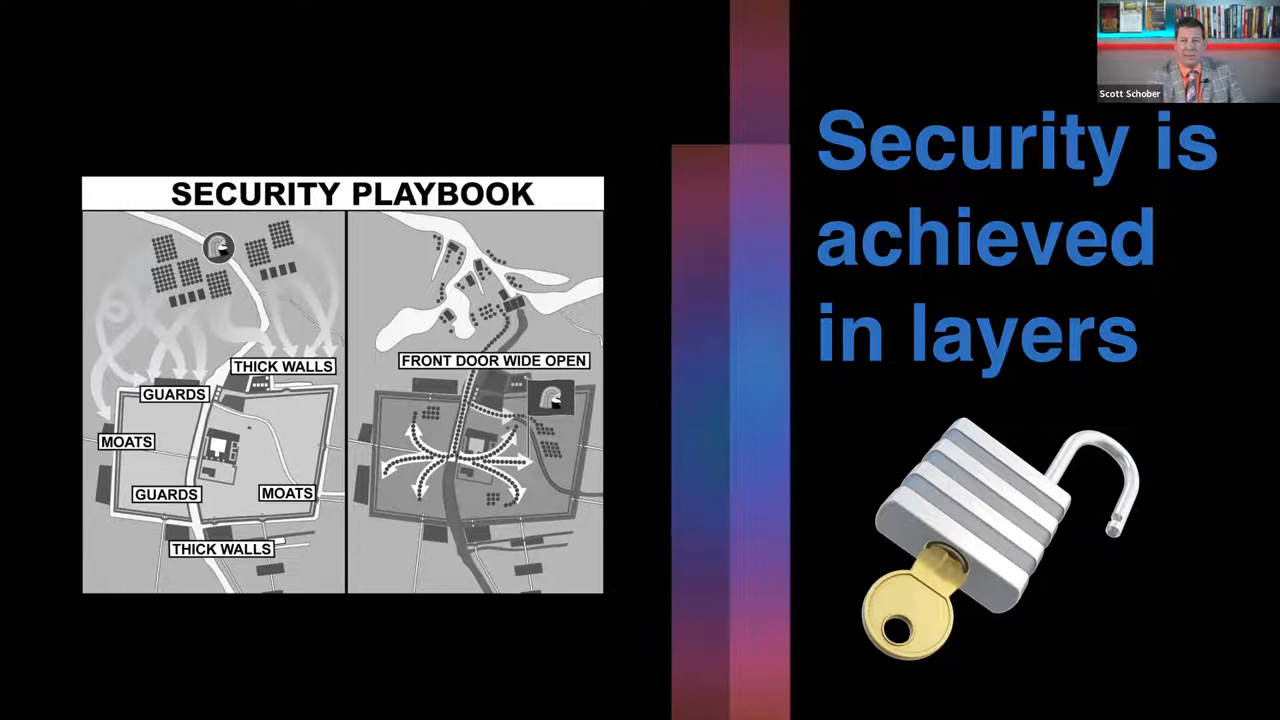 SECURITY PLAYBOOK
THICK WALLS
GUARDS
MOATS
GUARDS
MOATS
THICK WALLS
FRONT DOOR WIDE OPEN
Security is
achieved
in layers
Scott Schober